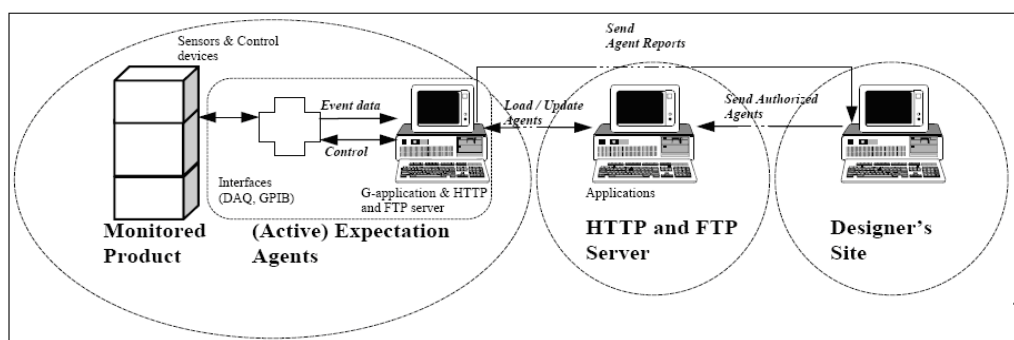 Send
Agent Reports
Sensors & Control
devices
Event data
Load / Update
Agents
Send Authorized
Agents
Control
Interfaces
(DAQ, GPIB)
G-application & HTTP
and FTP server
Applications
Monitored
Product
(Active) Expectation
Agents
HTTP and FTP
Server
Designer's
Site